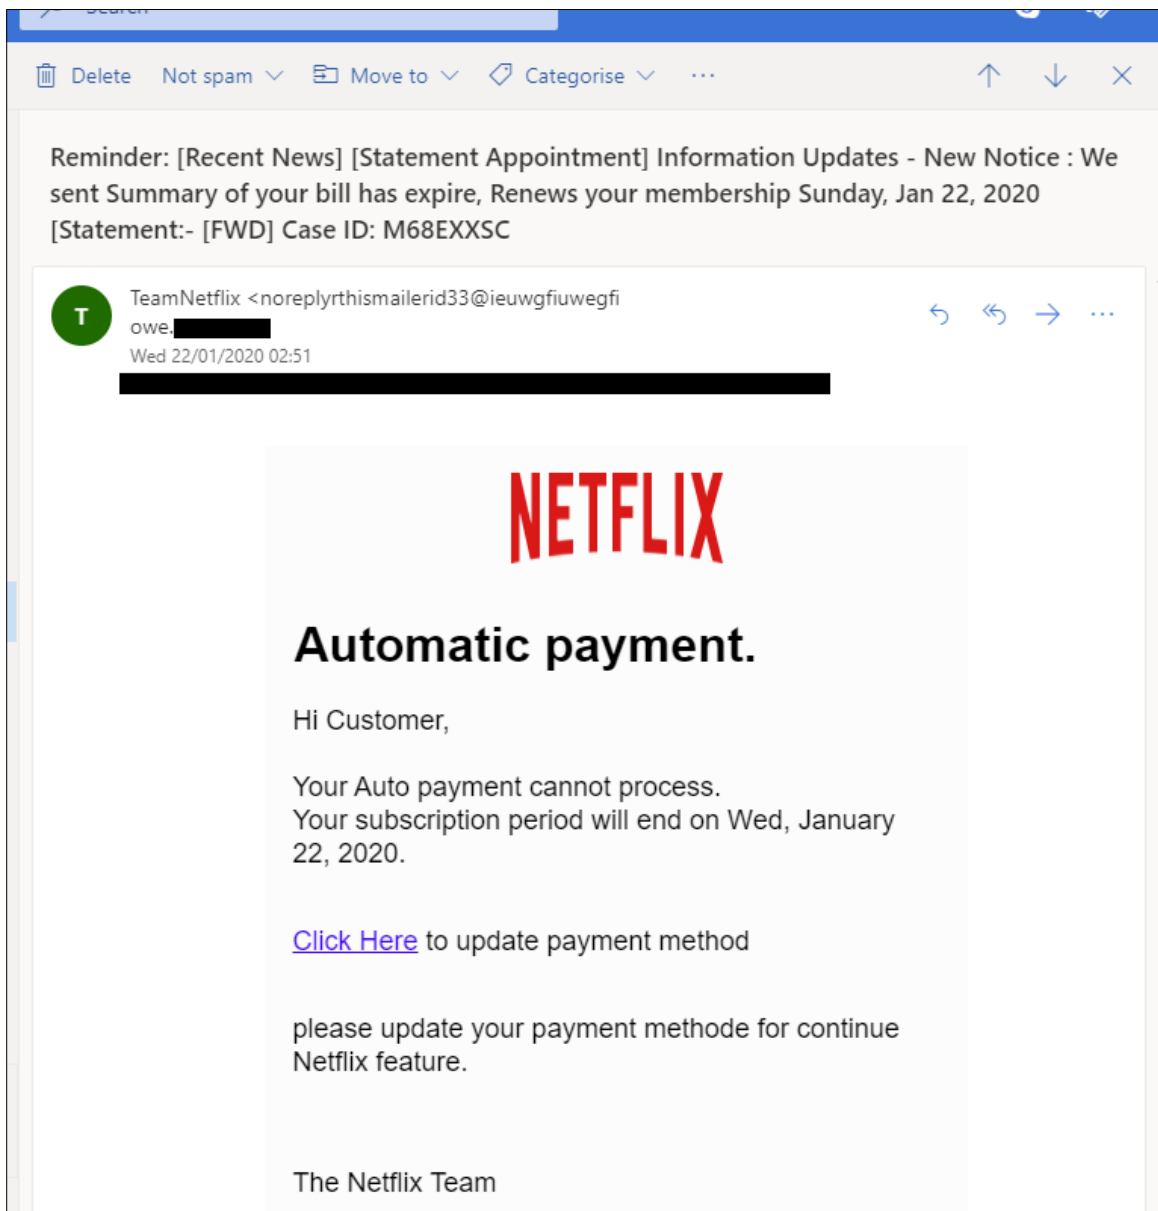 Search
Delete Not spam Move to Categorise ...
Reminder: [Recent News] [Statement Appointment] Information Updates - New Notice : We
sent Summary of your bill has expire, Renews your membership Sunday, Jan 22, 2020
[Statement:- [FWD] Case ID: M68EXXSC
T
TeamNetflix <noreplyrthismailerid33@ieuwgfiuwegfi
owe.
Wed 22/01/2020 02:51
NETFLIX
Automatic payment.
Hi Customer,
Your Auto payment cannot process.
Your subscription period will end on Wed, January
22, 2020.
Click Here to update payment method
please update your payment methode for continue
Netflix feature.
The Netflix Team